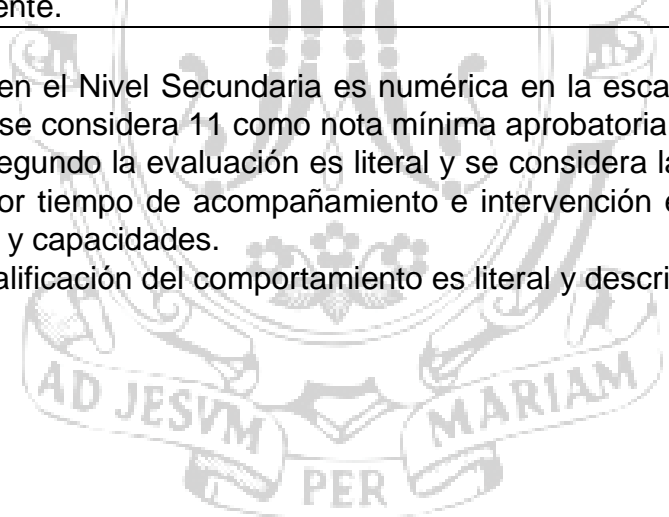 ente.
en el Nivel Secundaria es numérica en la esca
se considera 11 como nota mínima aprobatoria
egundo la evaluación es literal y se considera la
or tiempo de acompañamiento e intervención e
y capacidades.
alificación del comportamiento es literal y descri
AD JESVM
MARIAM
PER